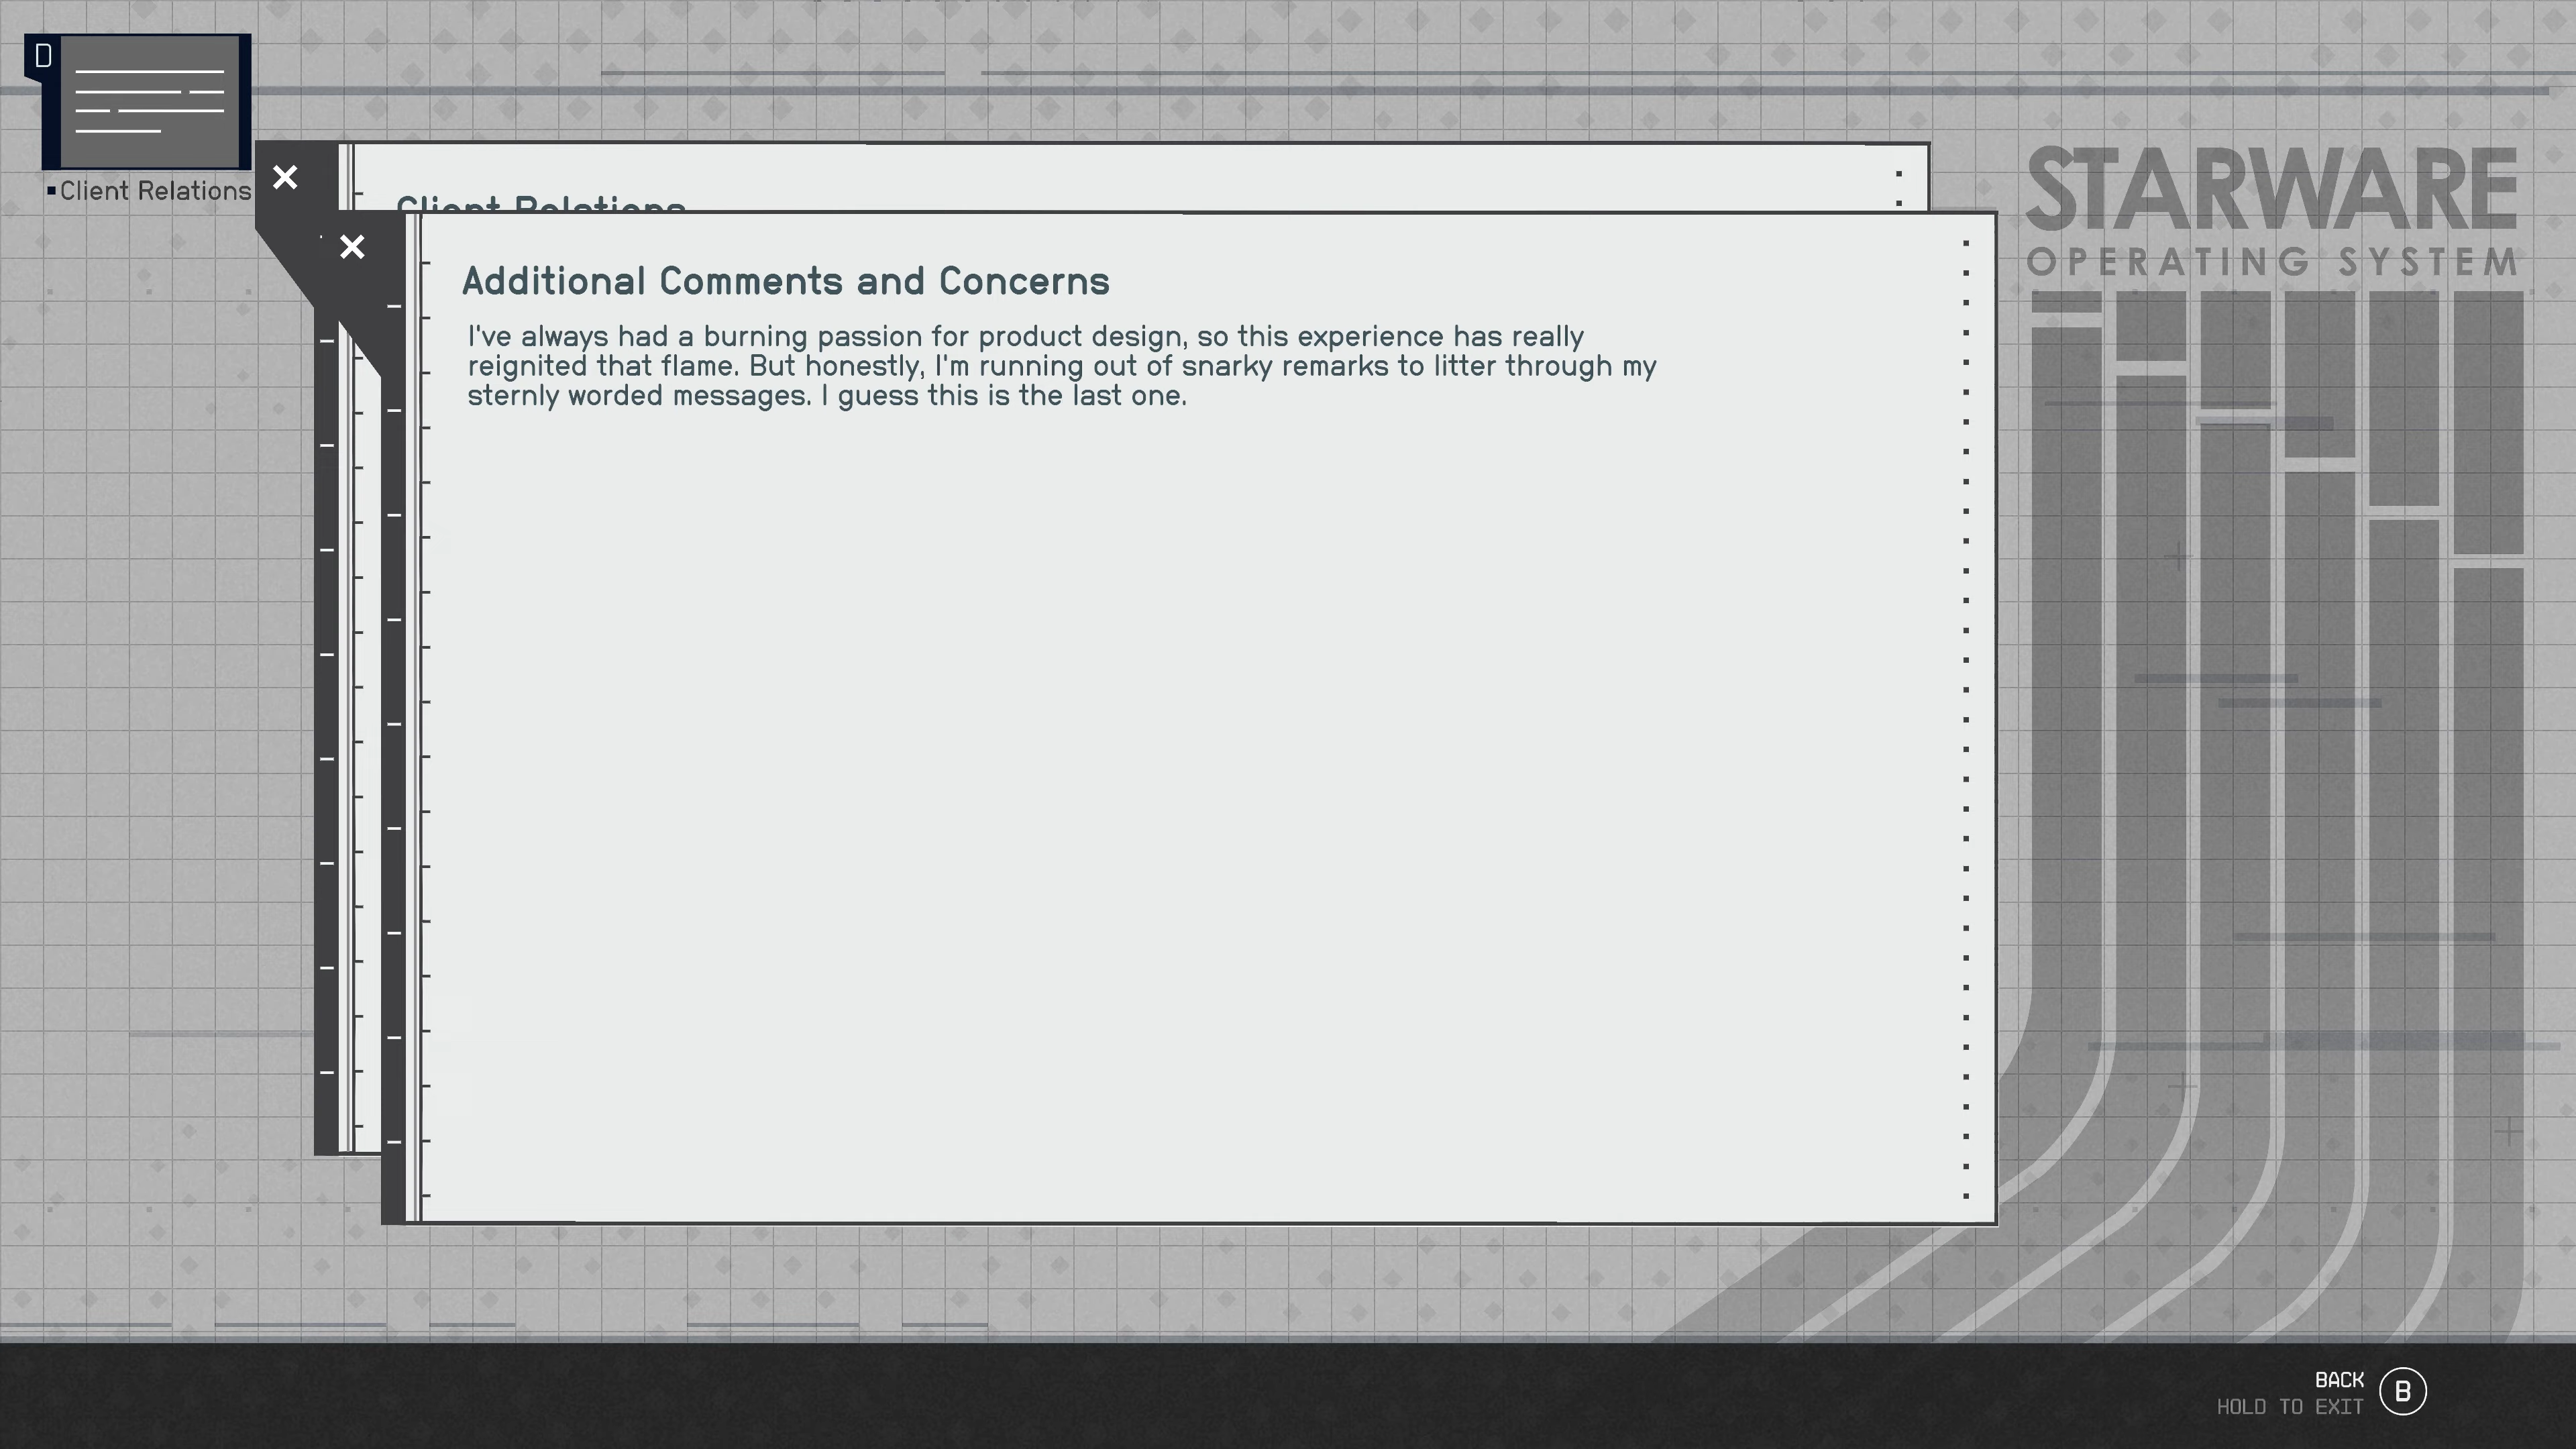 D
Client Relations
Client Relations
STARWARE
OPERATING SYSTEM
Additional Comments and Concerns
I've always had a burning passion for product design, so this experience has really
reignited that flame. But honestly, I'm running out of snarky remarks to litter through my
sternly worded messages. I guess this is the last one.
BACK
HOLD TO EXIT
B